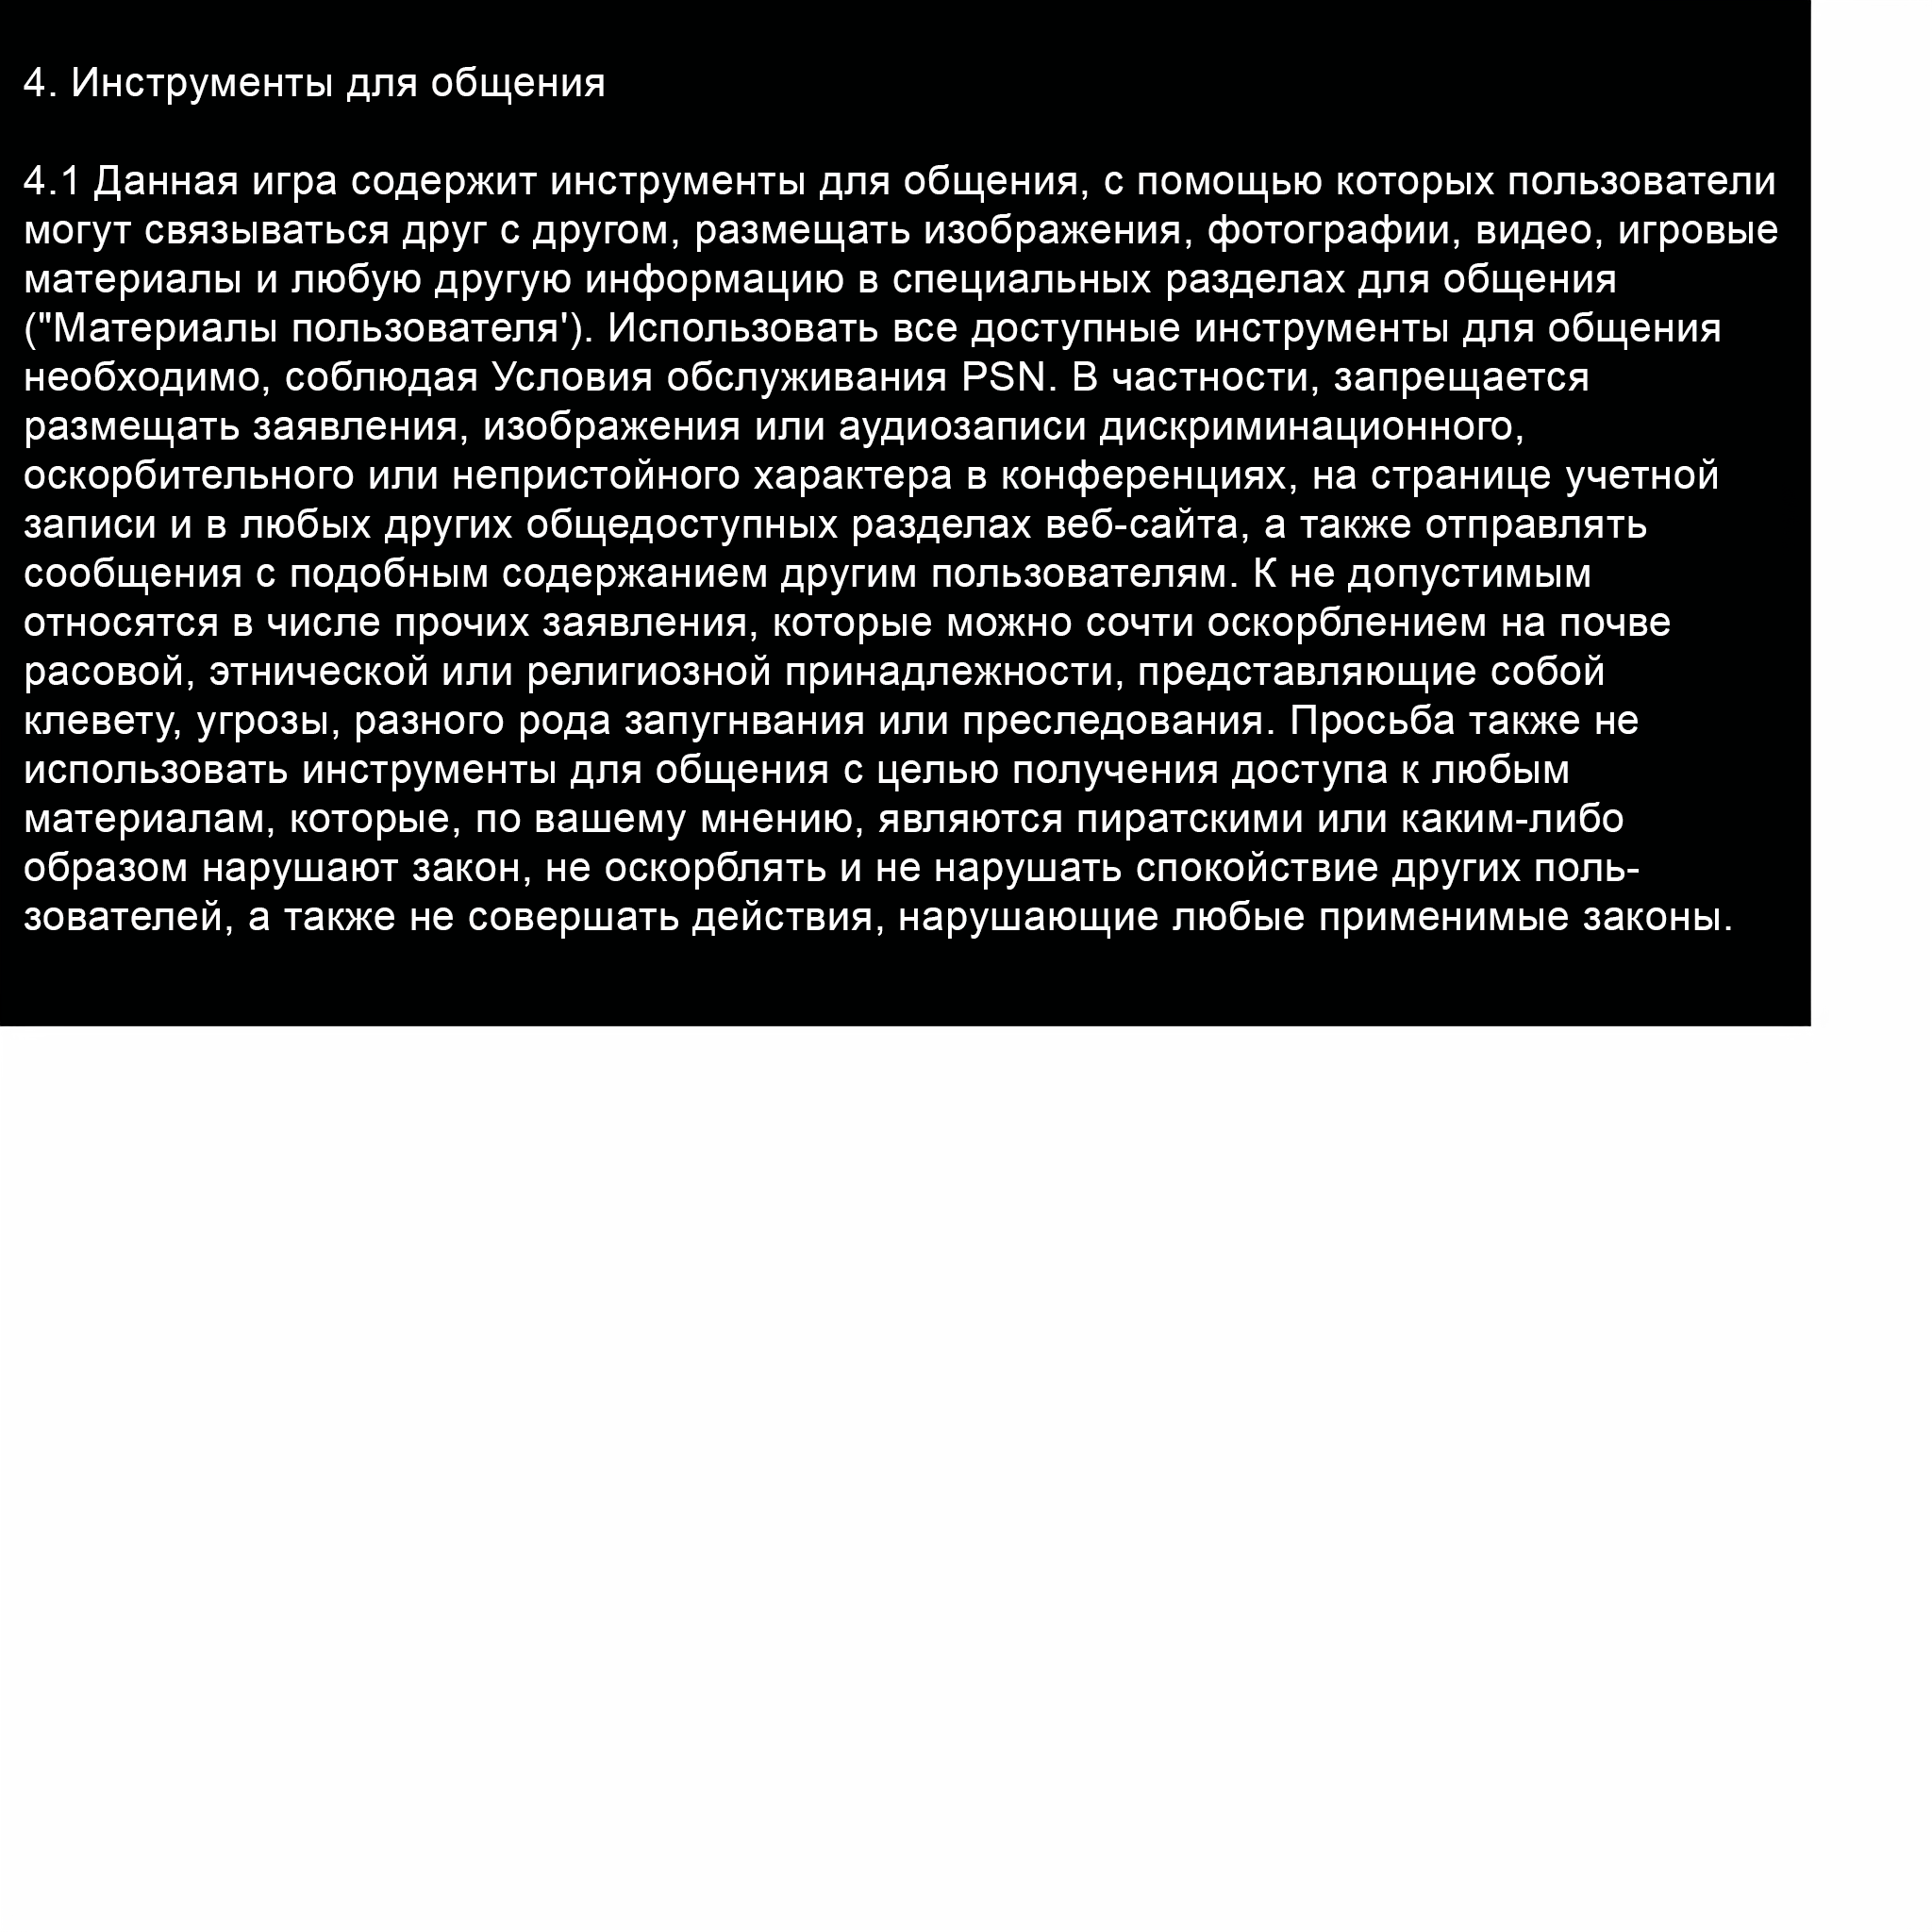 4. Инструменты для общения
4.1 Данная игра содержит инструменты для общения, с помощью которых пользователи
могут связываться друг с другом, размещать изображения, фотографии, видео, игровые
материалы и любую другую информацию в специальных разделах для общения
("Материалы пользователя'). Использовать все доступные инструменты для общения
необходимо, соблюдая Условия обслуживания PSN. В частности, запрещается
размещать заявления, изображения или аудиозаписи дискриминационного,
оскорбительного или непристойного характера в конференциях, на странице учетной
записи и в любых других общедоступных разделах веб-сайта, а также отправлять
сообщения с подобным содержанием другим пользователям. К не допустимым
относятся в числе прочих заявления, которые можно сочти оскорблением на почве
расовой, этнической или религиозной принадлежности, представляющие собой
клевету, угрозы, разного рода запугнвания или преследования. Просьба также не
использовать инструменты для общения с целью получения доступа к любым
материалам, которые, по вашему мнению, являются пиратскими или каким-либо
образом нарушают закон, не оскорблять и не нарушать спокойствие других поль-
зователей, а также не совершать действия, нарушающие любые применимые законы.